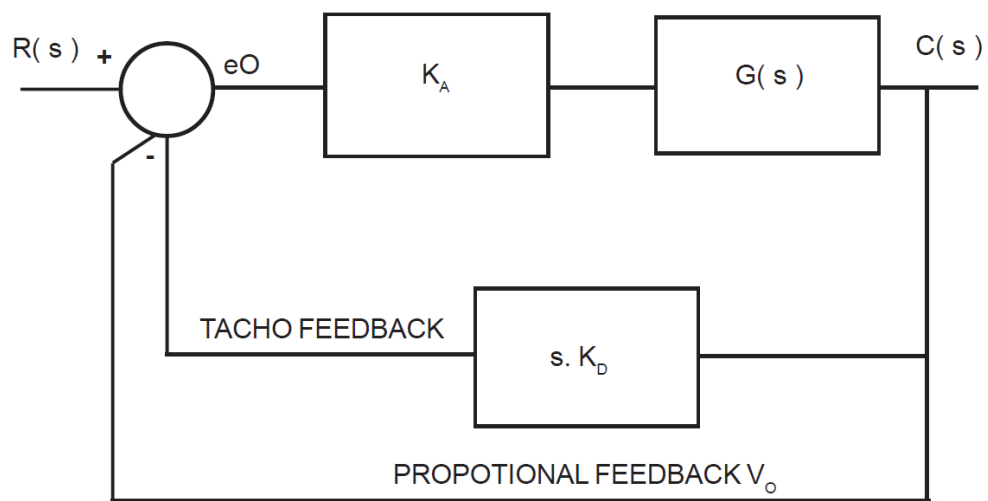 R( s )
+
eO
K_A
G( s )
C( s )
-
TACHO FEEDBACK
s. K_D
PROPOTIONAL FEEDBACK V_O